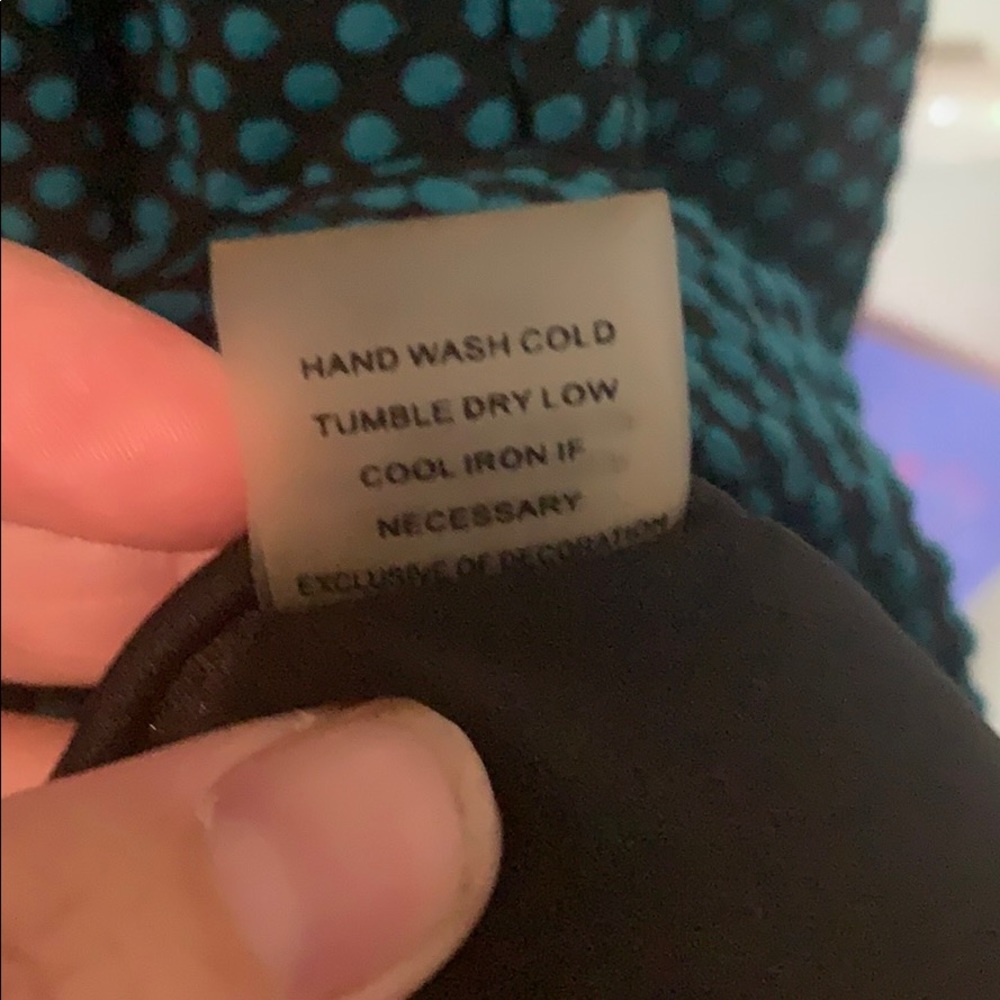 HAND WASH COLD
TUMBLE DRY LOW
COOL IRON IF
NECESSARY
EXCLUSIVE OF DECORATION